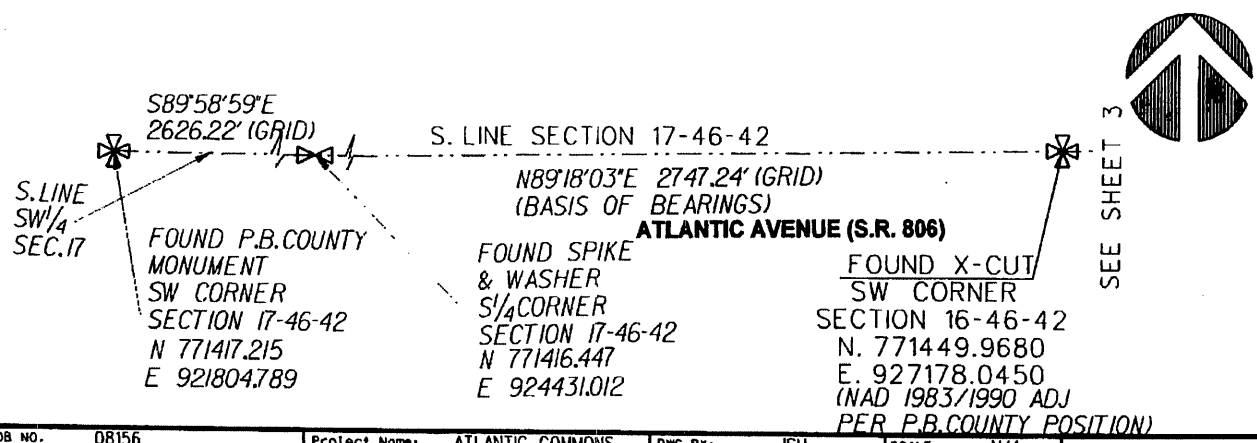 S89°58'59"E
2626.22' (GRID)
S. LINE SECTION 17-46-42
N89°18'03"E 2747.24' (GRID)
(BASIS OF BEARINGS)
ATLANTIC AVENUE (S.R. 806)
S. LINE
SW1/4
SEC. 17
FOUND P.B. COUNTY
MONUMENT
SW CORNER
SECTION 17-46-42
N 771417.215
E 921804.789
FOUND SPIKE
& WASHER
S1/4 CORNER
SECTION 17-46-42
N 771416.447
E 924431.012
FOUND X-CUT
SW CORNER
SECTION 16-46-42
N. 771449.9680
E. 927178.0450
(NAD 1983/1990 ADJ
PER P.B. COUNTY POSITION)
SEE SHEET 3
08156
Project Name: ATLANTIC COMMONS